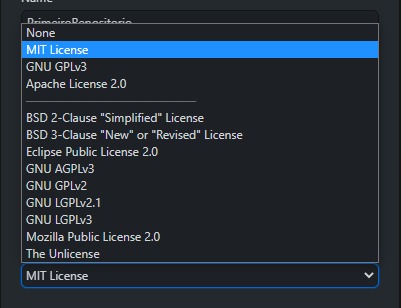 Name
PrimeiroRepositorio
None
MIT License
GNU GPLv3
Apache License 2.0
BSD 2-Clause "Simplified" License
BSD 3-Clause "New" or "Revised" License
Eclipse Public License 2.0
GNU AGPLv3
GNU GPLv2
GNU LGPLv2.1
GNU LGPLv3
Mozilla Public License 2.0
The Unlicense
MIT License